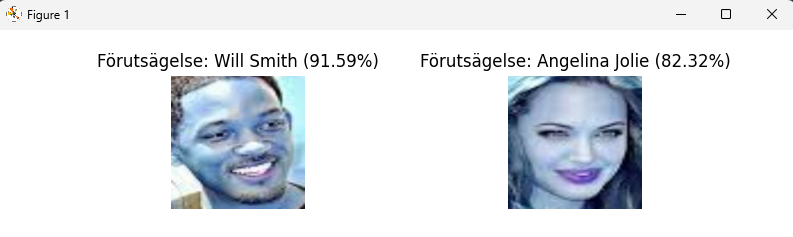 Figure 1
Förutsägelse: Will Smith (91.59%)
Förutsägelse: Angelina Jolie (82.32%)